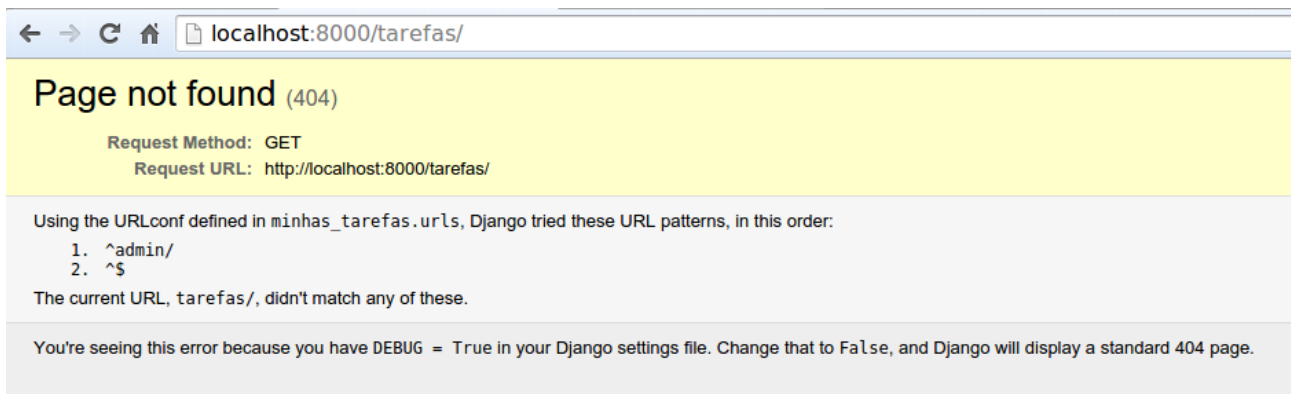 localhost:8000/tarefas/
Page not found (404)
Request Method: GET
Request URL: http://localhost:8000/tarefas/
Using the URLconf defined in minhas_tarefas.urls, Django tried these URL patterns, in this order:
1. ^admin/
2. ^$
The current URL, tarefas/, didn't match any of these.
You're seeing this error because you have DEBUG = True in your Django settings file. Change that to False, and Django will display a standard 404 page.